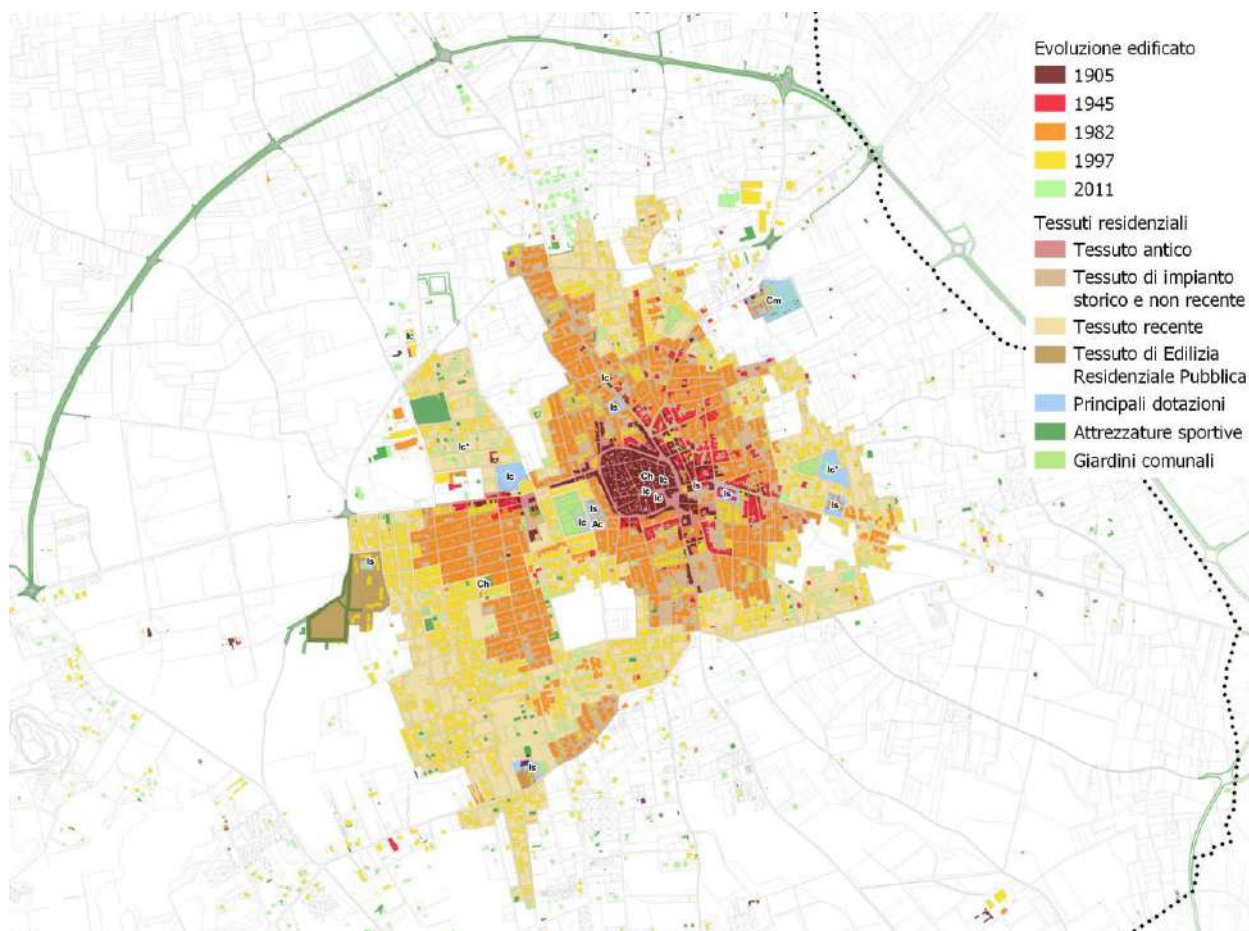 Evoluzione edificato
1905
1945
1982
1997
2011
Tessuti residenziali
Tessuto antico
Tessuto di impianto
storico e non recente
Tessuto recente
Tessuto di Edilizia
Residenziale Pubblica
Principali dotazioni
Attrezzature sportive
Giardini comunali
Cm
Ic
Ic
Is
Ic*
Ic
Ch
Ic
Ic
Ic
Is
Is
Ic*
Is
Is
Ic
Ac
Is
Ch
Is